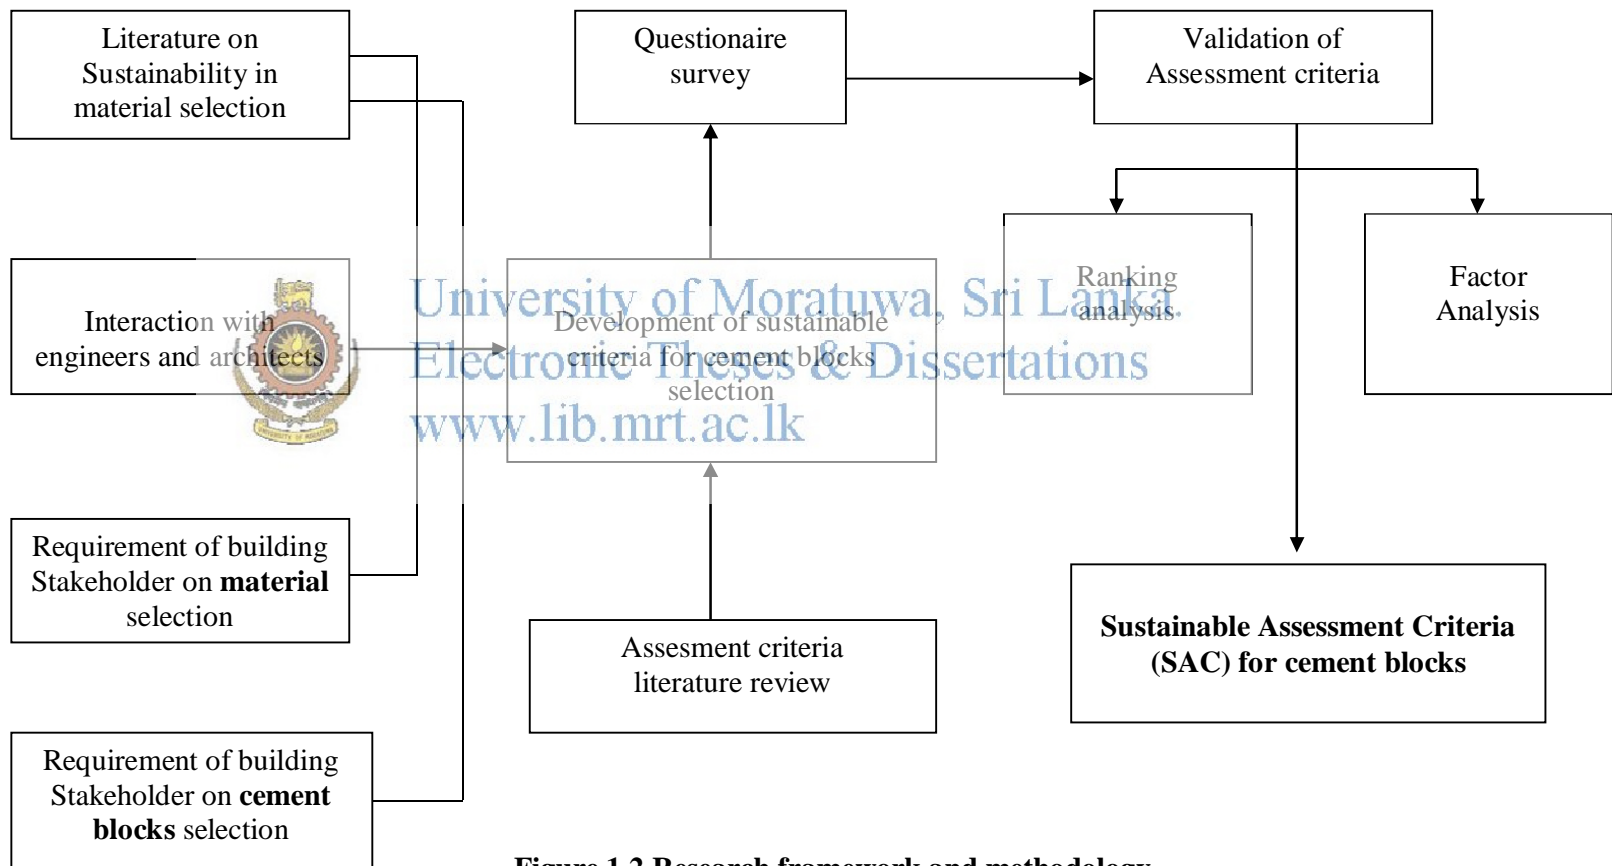 Literature on
Sustainability in
material selection
Questionaire
survey
Validation of
Assessment criteria
Interaction with
engineers and architects
University of Moratuwa, Sri Lanka.
Electronic Theses & Dissertations
www.lib.mrt.ac.lk
UNIVERSITY OF MORATUWA
Development of sustainable
criteria for cement blocks
selection
Ranking
analysis
Factor
Analysis
Requirement of building
Stakeholder on material
selection
Assesment criteria
literature review
Sustainable Assessment Criteria
(SAC) for cement blocks
Requirement of building
Stakeholder on cement
blocks selection
Figure 1.2 Research framework and methodology